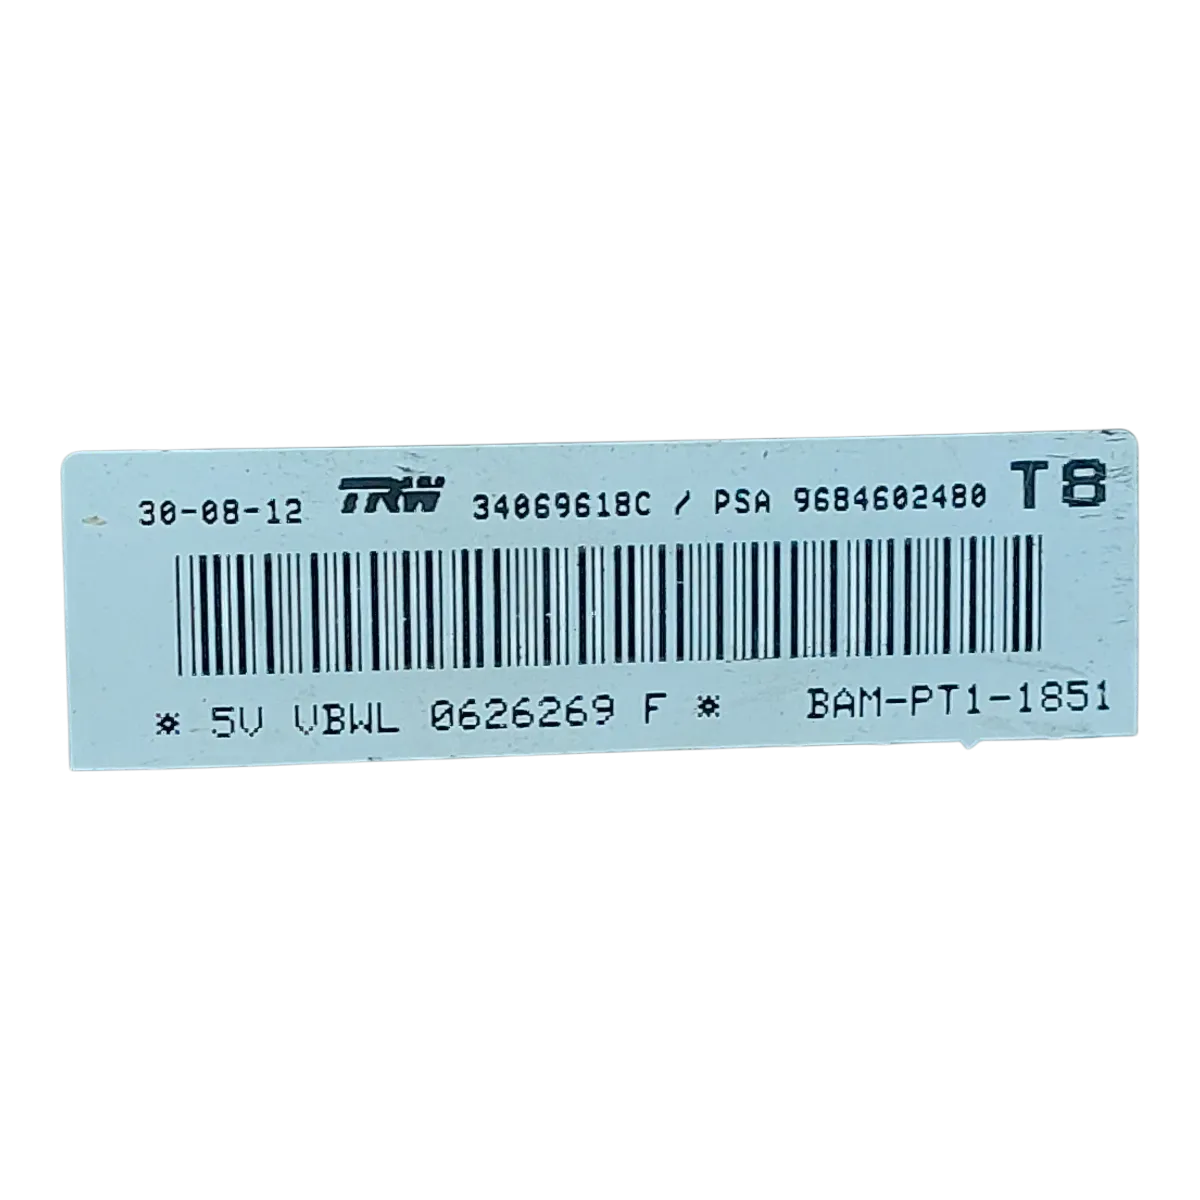 30-08-12 TRW 34069618C / PSA 9684602480 T8
* 5V VBWL 0626269 F * BAM-PT1-1851